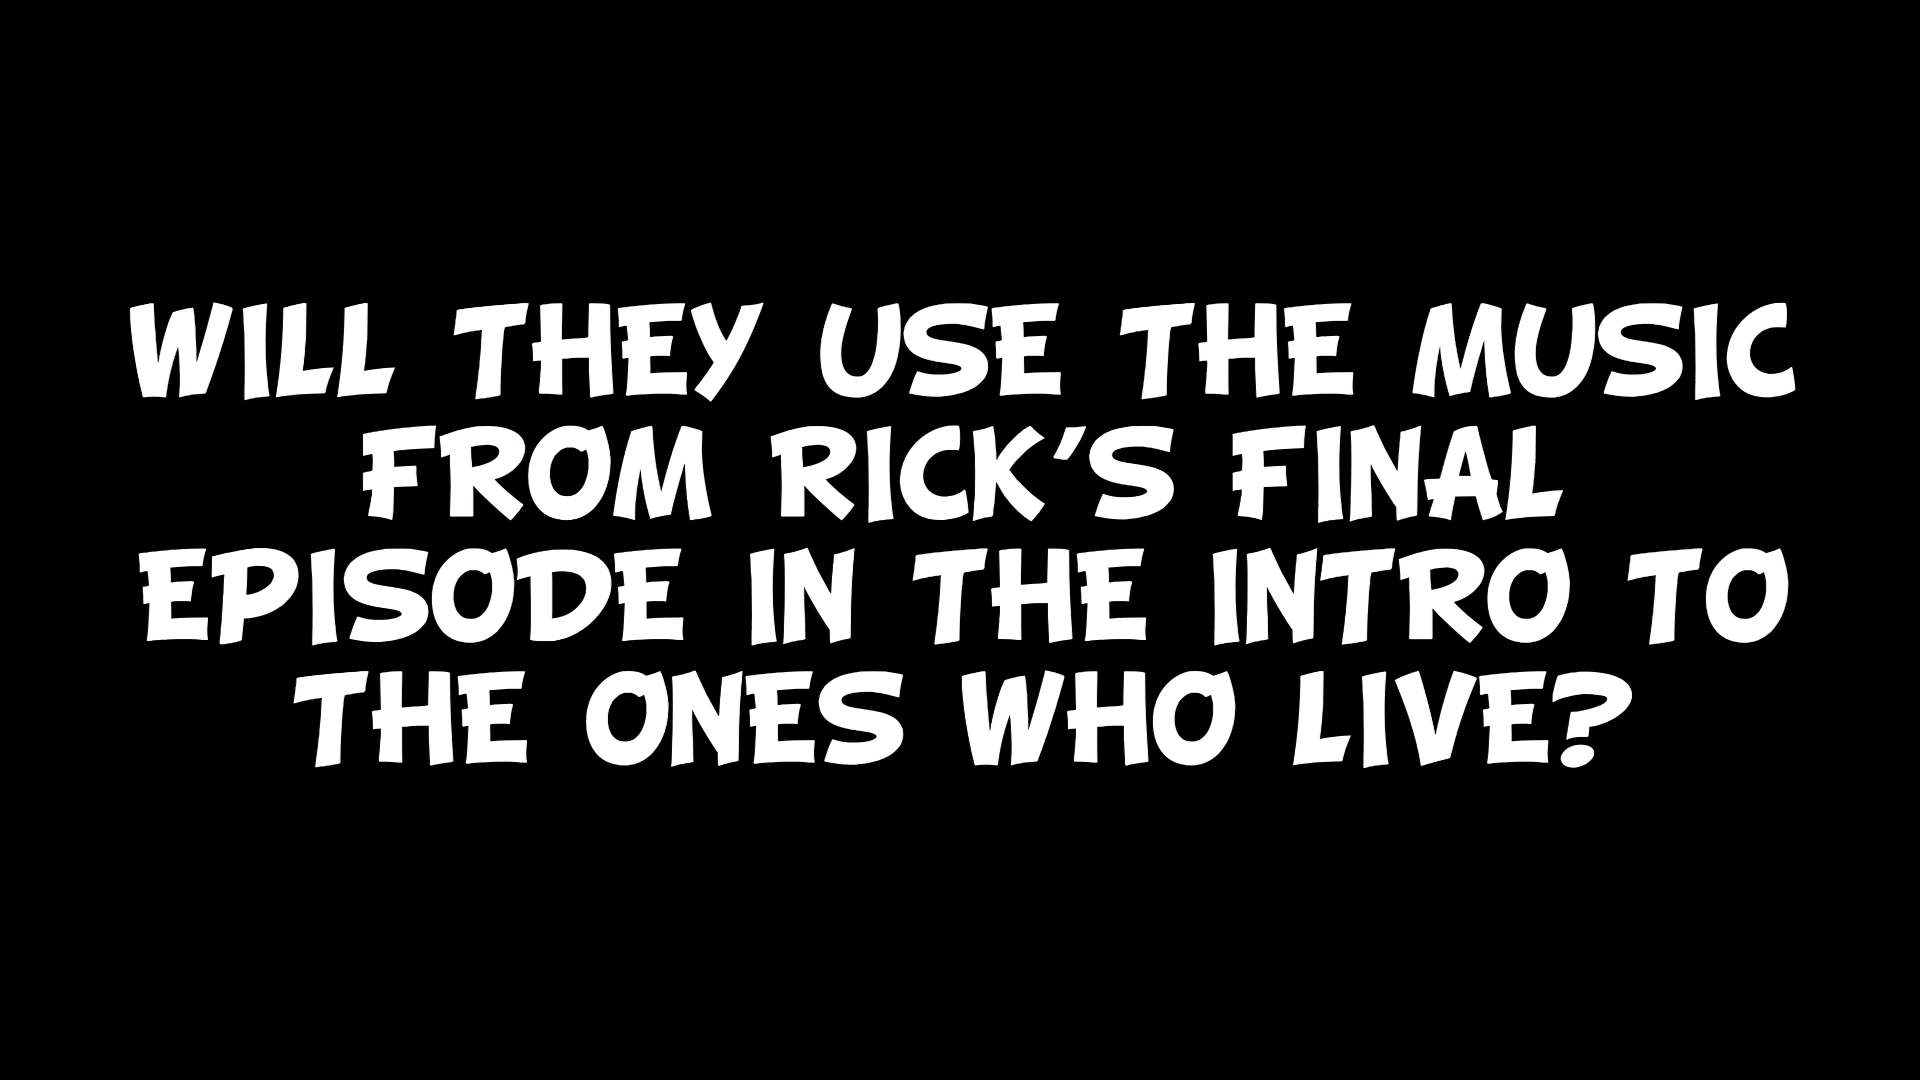 WILL THEY USE THE MUSIC
FROM RICK'S FINAL
EPISODE IN THE INTRO TO
THE ONES WHO LIVE?